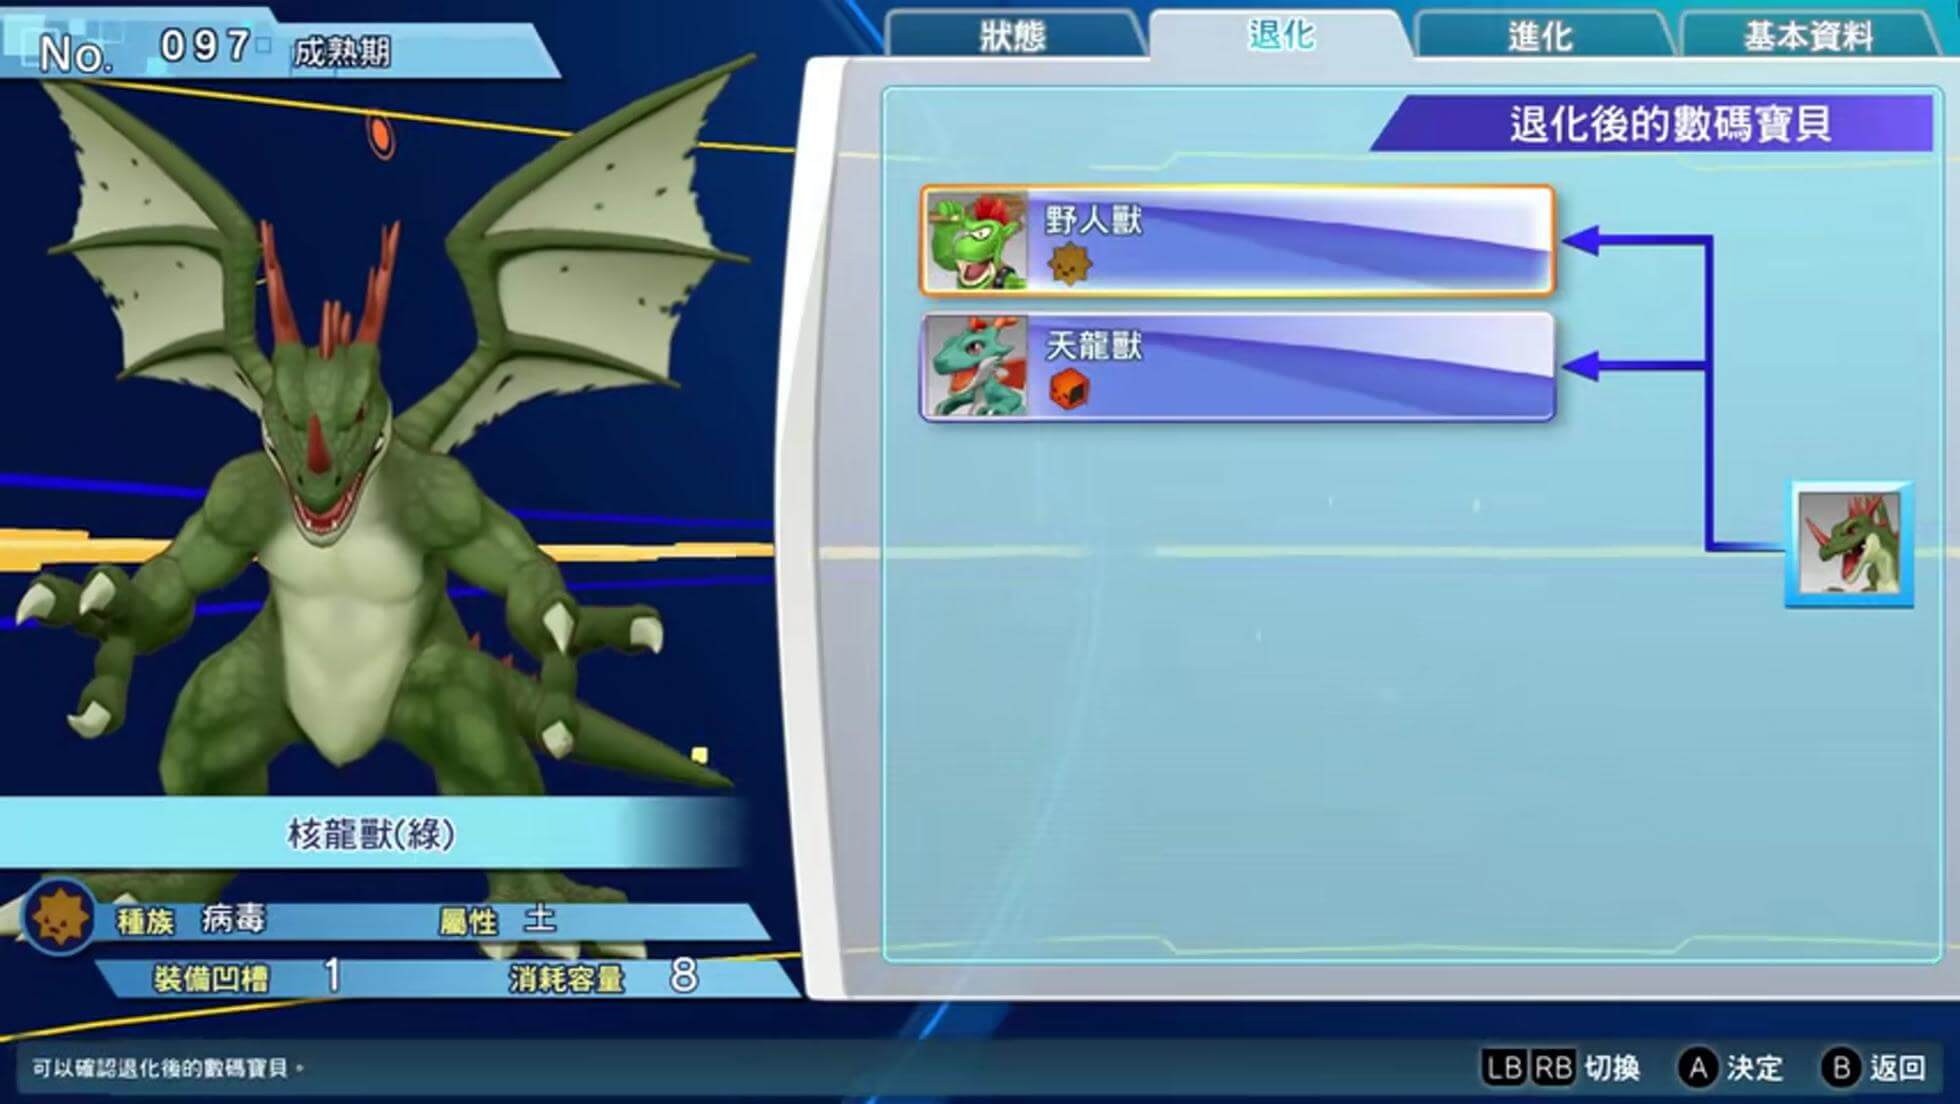 No. 097 成熟期
狀態
退化
進化
基本資料
退化後的數碼寶貝
野人獸
天龍獸
核龍獸(綠)
種族 病毒 屬性 土
裝備凹槽 1 消耗容量 8
可以確認退化後的數碼寶貝。
LB RB 切換 A 決定 B 返回